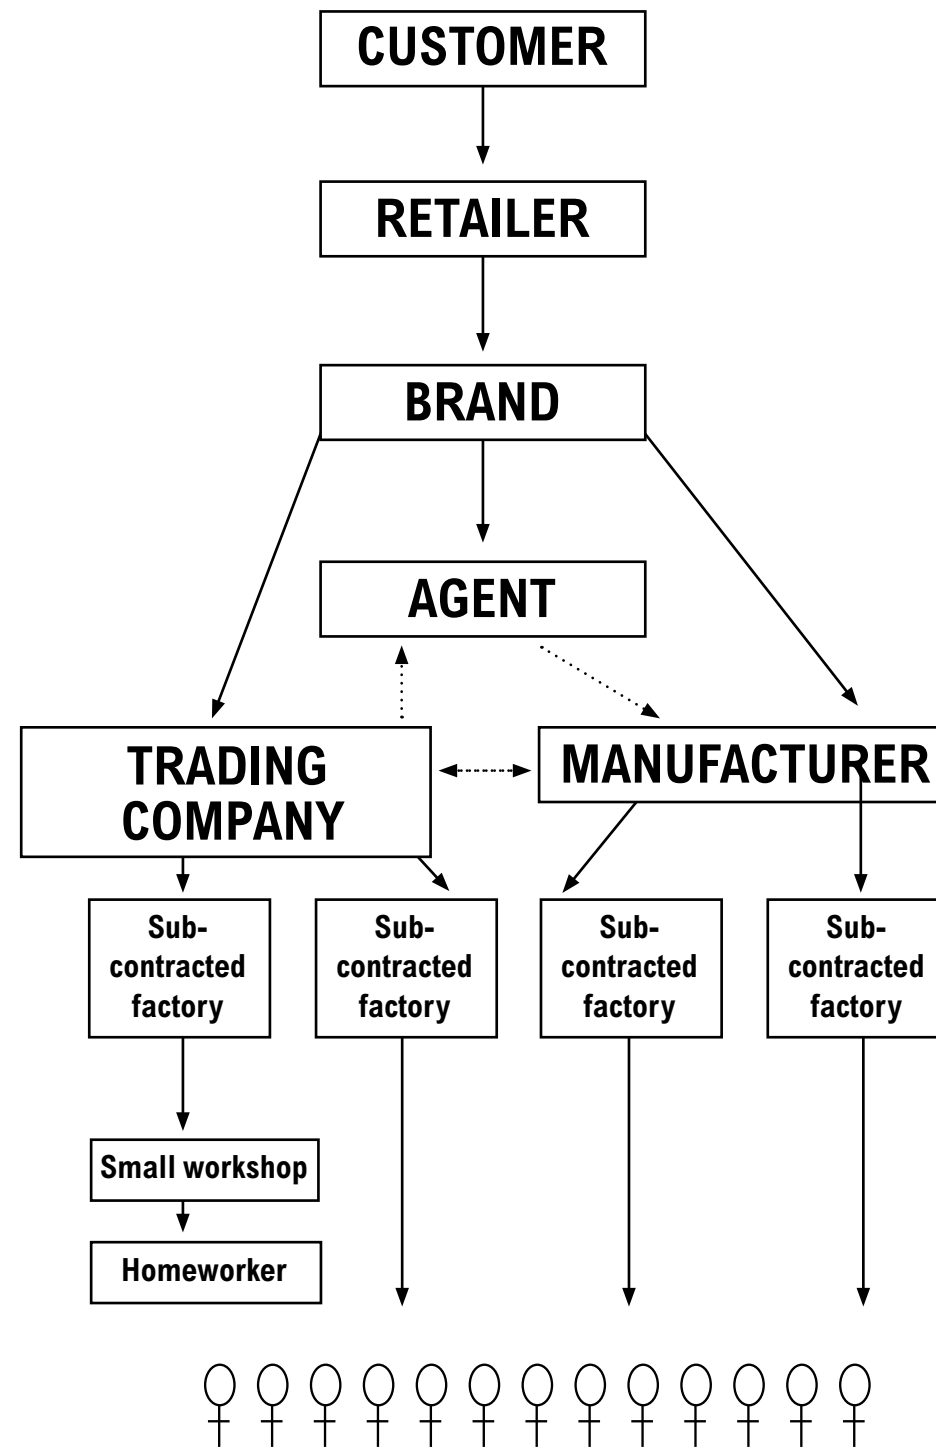 CUSTOMER
RETAILER
BRAND
AGENT
TRADING
COMPANY
MANUFACTURER
Sub-
contracted
factory
Sub-
contracted
factory
Sub-
contracted
factory
Sub-
contracted
factory
Small workshop
Homeworker